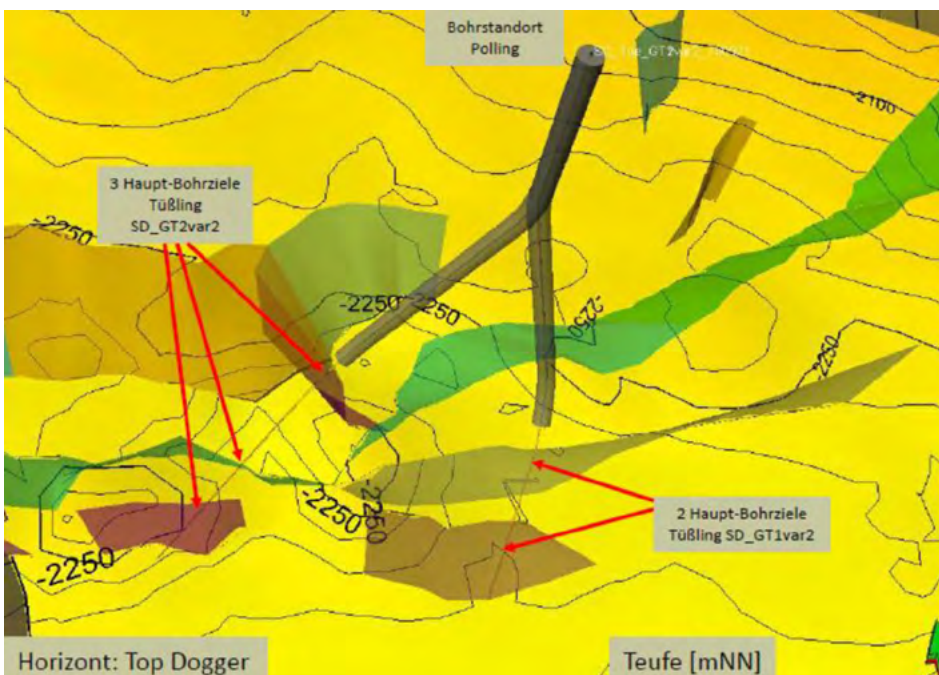 Bohrstandort
Polling
-2100
3 Haupt-Bohrziele
Tüßling
SD_GT2var2
-2250
-2250
-2250
-2250
-2250
-2250
-2250
-2250
2 Haupt-Bohrziele
Tüßling SD_GT1var2
Horizont: Top Dogger
Teufe [mNN]